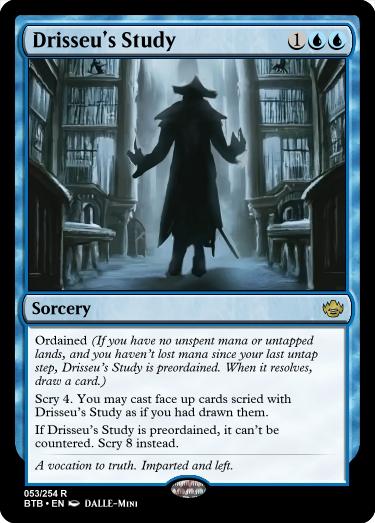 Drisseu's Study 1
Sorcery
Ordained (If you have no unspent mana or untapped
lands, and you haven't lost mana since your last untap
step, Drisseu's Study is preordained. When it resolves,
draw a card.)
Scry 4. You may cast face up cards scried with
Drisseu's Study as if you had drawn them.
If Drisseu's Study is preordained, it can't be
countered. Scry 8 instead.
A vocation to truth. Imparted and left.
053/254 R
BTB • EN DALLE-Mini